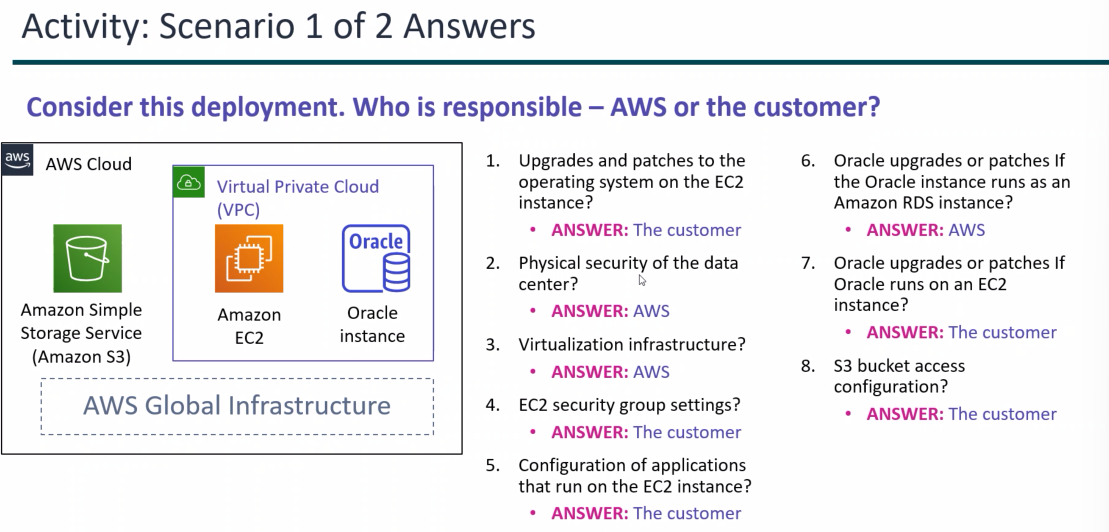 Activity: Scenario 1 of 2 Answers
Consider this deployment. Who is responsible – AWS or the customer?
aws
AWS Cloud
Virtual Private Cloud
(VPC)
Oracle
Amazon Simple
Storage Service
(Amazon S3)
Amazon
EC2
Oracle
instance
AWS Global Infrastructure
1. Upgrades and patches to the
operating system on the EC2
instance?
• ANSWER: The customer
2. Physical security of the data
center?
• ANSWER: AWS
3. Virtualization infrastructure?
• ANSWER: AWS
4. EC2 security group settings?
• ANSWER: The customer
5. Configuration of applications
that run on the EC2 instance?
• ANSWER: The customer
6. Oracle upgrades or patches If
the Oracle instance runs as an
Amazon RDS instance?
• ANSWER: AWS
7. Oracle upgrades or patches If
Oracle runs on an EC2
instance?
• ANSWER: The customer
8. S3 bucket access
configuration?
• ANSWER: The customer